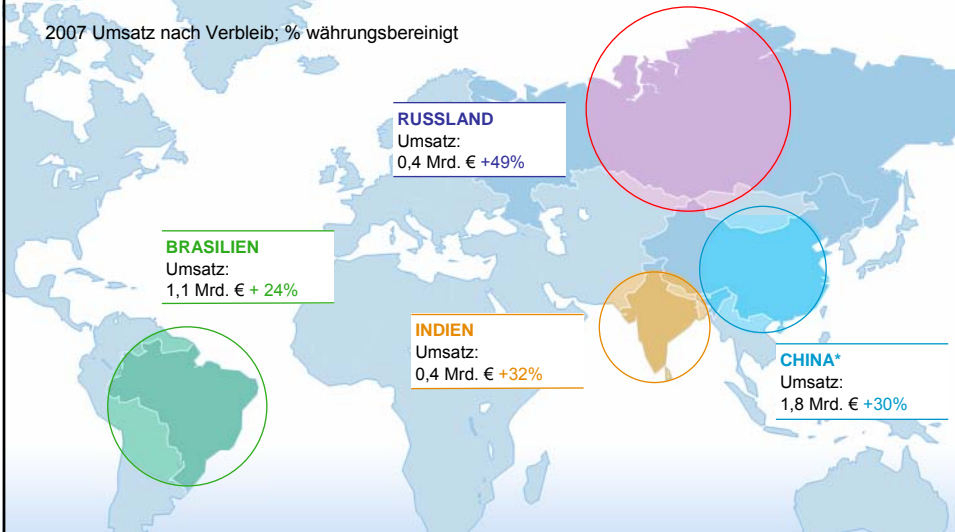 2007 Umsatz nach Verbleib; % währungsbereinigt
RUSSLAND
Umsatz:
0,4 Mrd. € +49%
BRASILIEN
Umsatz:
1,1 Mrd. € + 24%
INDIEN
Umsatz:
0,4 Mrd. € +32%
CHINA*
Umsatz:
1,8 Mrd. € +30%